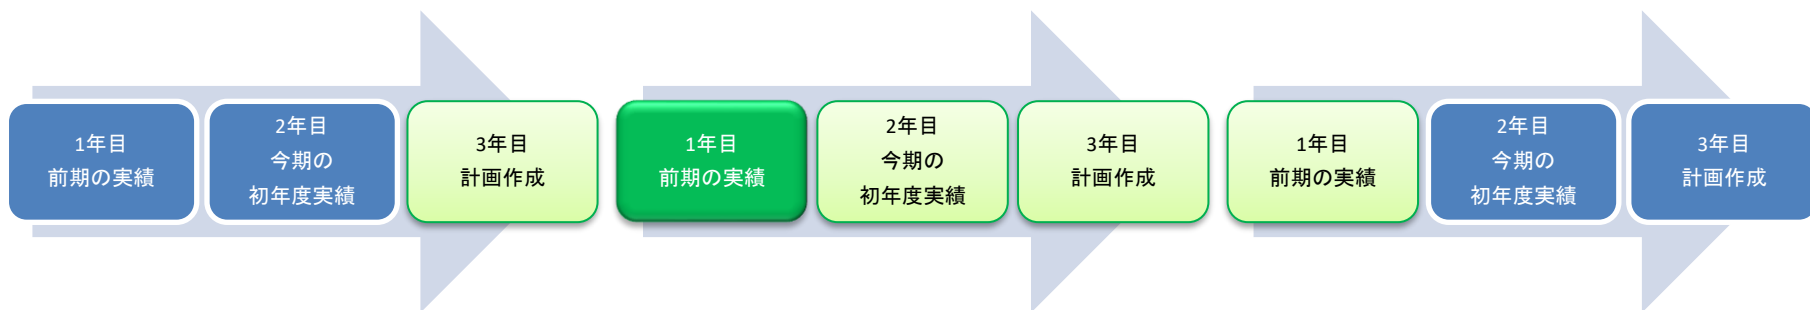 1年目
前期の実績
2年目
今期の
初年度実績
3年目
計画作成
1年目
前期の実績
2年目
今期の
初年度実績
3年目
計画作成
1年目
前期の実績
2年目
今期の
初年度実績
3年目
計画作成